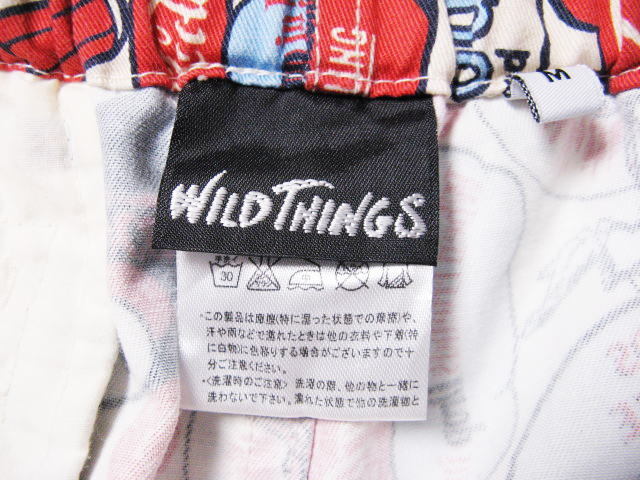 ING
M
WILD THINGS
30
中
・この製品は摩擦(特に湿った状態での摩擦)や、
汗や雨などで濡れたときは他の衣料や下着(特
に白物)に色移りする場合がございますので十
分ご注意ください。
・<洗濯時のご注意> 洗濯の際、他の物と一緒に
洗わないで下さい。濡れた状態で他の洗濯物と